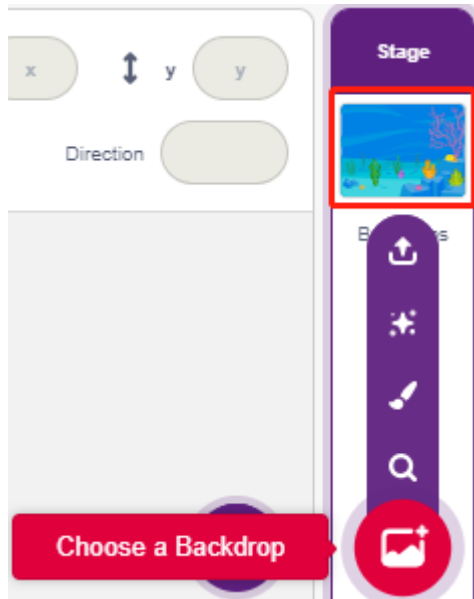 Stage
x
y
y
Direction
Choose a Backdrop